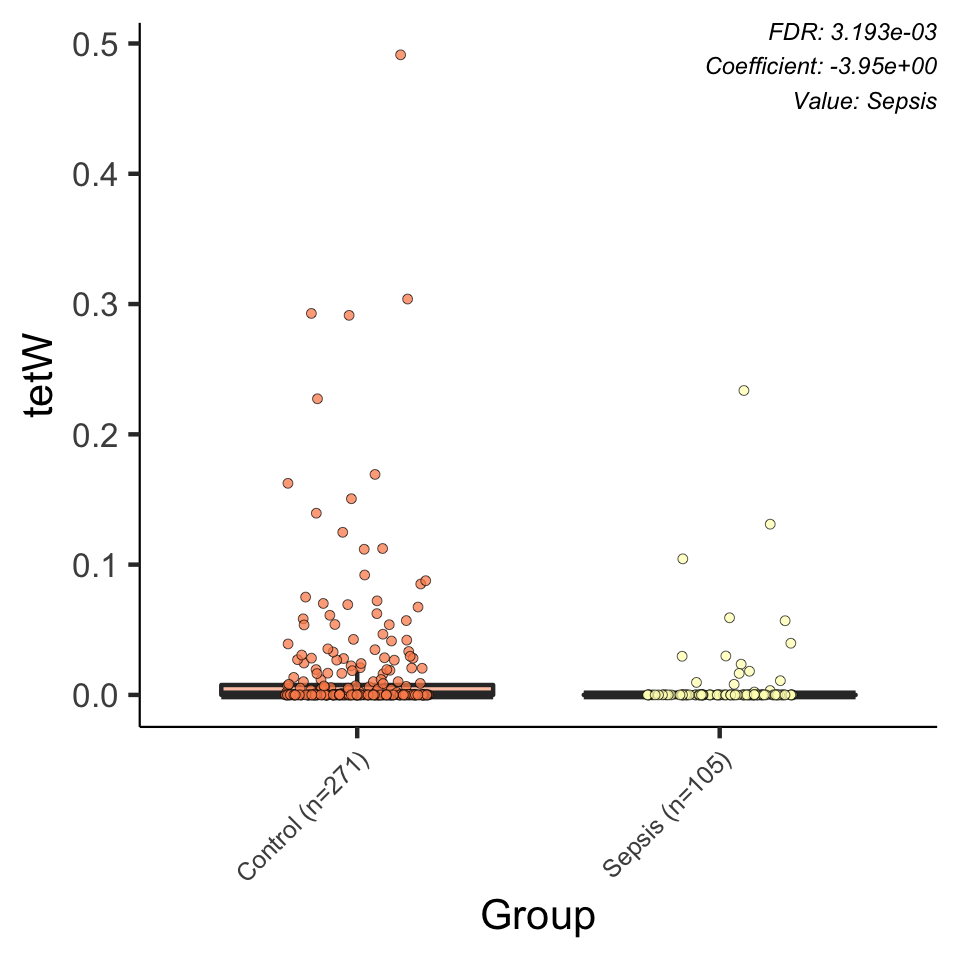 FDR: 3.193e-03
Coefficient: -3.95e+00
Value: Sepsis
0.5
0.4
0.3
0.2
0.1
0.0
tetW
Control (n=271)
Sepsis (n=105)
Group